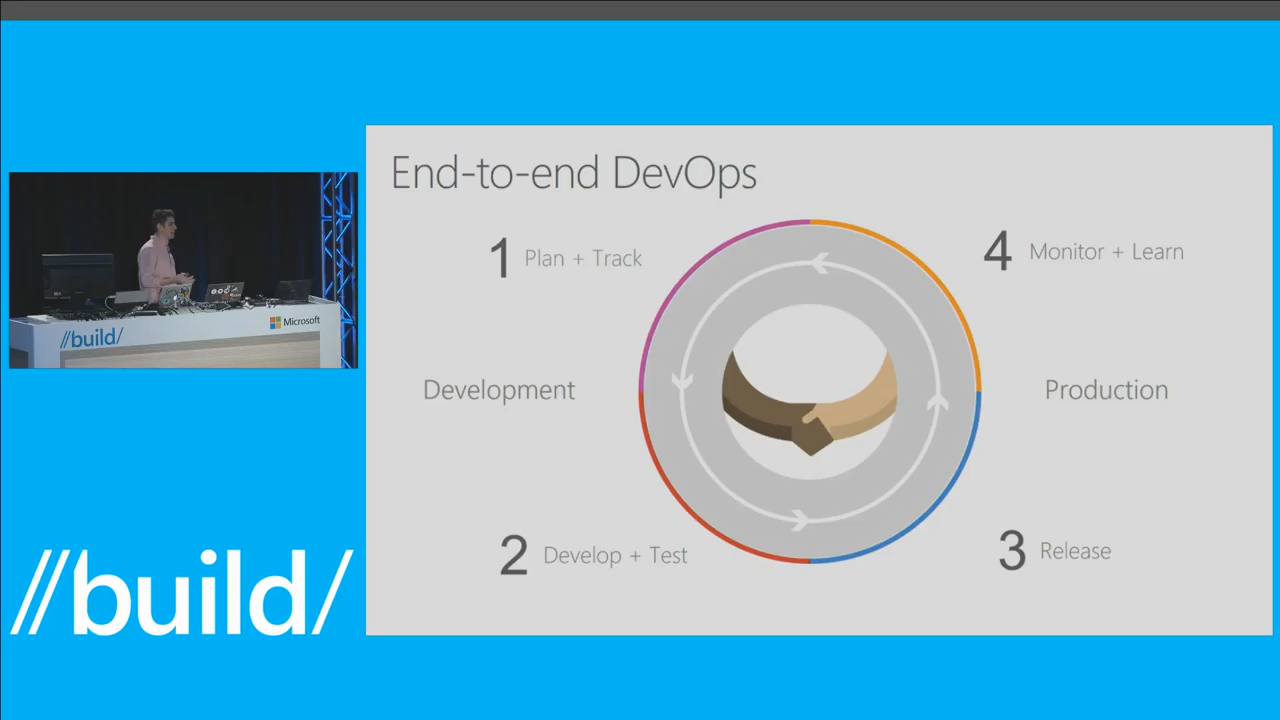 End-to-end DevOps
1 Plan + Track
4 Monitor + Learn
Development
Production
2 Develop + Test
3 Release
//build/
Microsoft
//build/